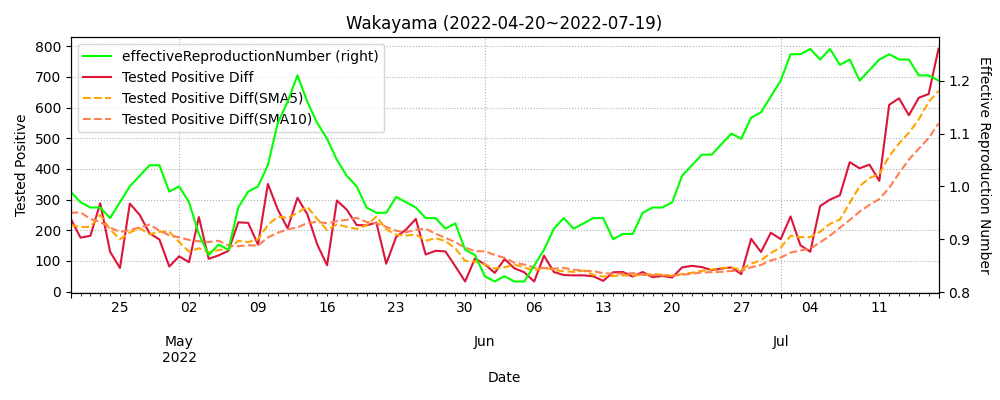 Wakayama (2022-04-20~2022-07-19)
effectiveReproductionNumber (right)
Tested Positive Diff
Tested Positive Diff(SMA5)
Tested Positive Diff(SMA10)
Tested Positive
800
700
600
500
400
300
200
100
0
Effective Reproduction Number
1.2
1.1
1.0
0.9
0.8
25 02 09 16 23 30 06 13 20 27 04 11
May Jun Jul
2022
Date